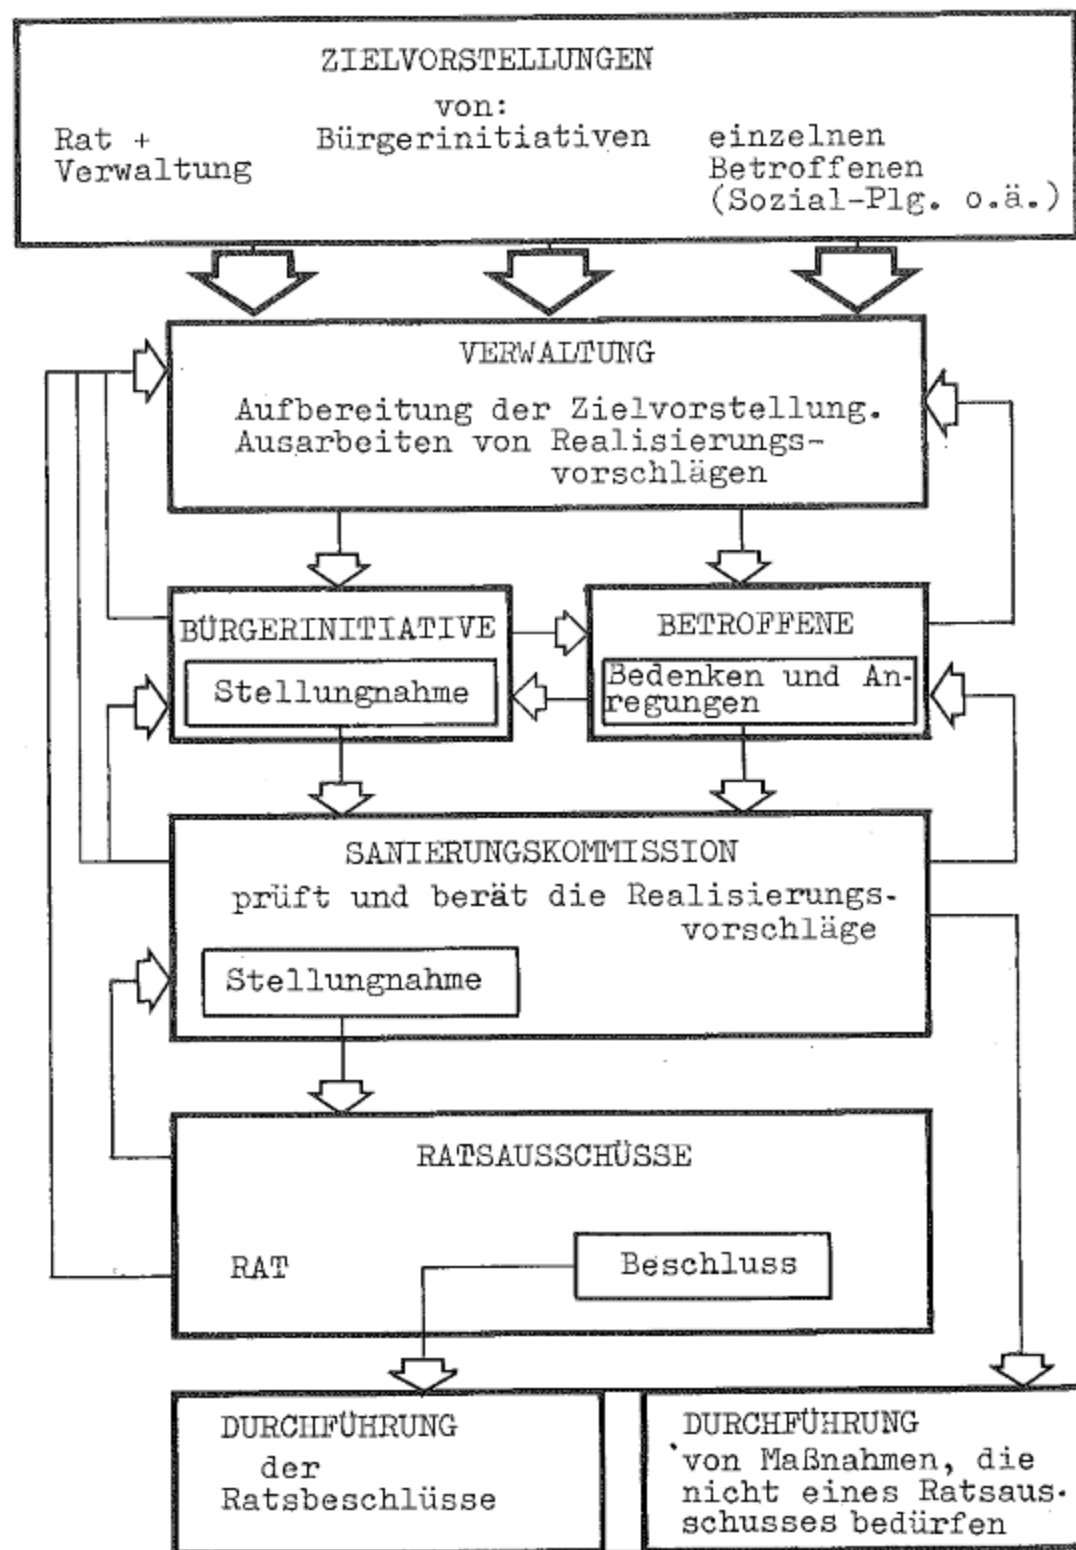 ZIELVORSTELLUNGEN
von:
Rat +
Verwaltung
Bürgerinitiativen
einzelnen
Betroffenen
(Sozial-Plg. o.ä.)
VERWALTUNG
Aufbereitung der Zielvorstellung.
Ausarbeiten von Realisierungs-
vorschlägen
BÜRGERINITIATIVE
Stellungnahme
BETROFFENE
Bedenken und An-
regungen
SANIERUNGSKOMMISSION
prüft und berät die Realisierungs-
vorschläge
Stellungnahme
RATSAUSSCHÜSSE
RAT
Beschluss
DURCHFÜHRUNG
der
Ratsbeschlüsse
DURCHFÜHRUNG
von Maßnahmen, die
nicht eines Ratsaus-
schusses bedürfen